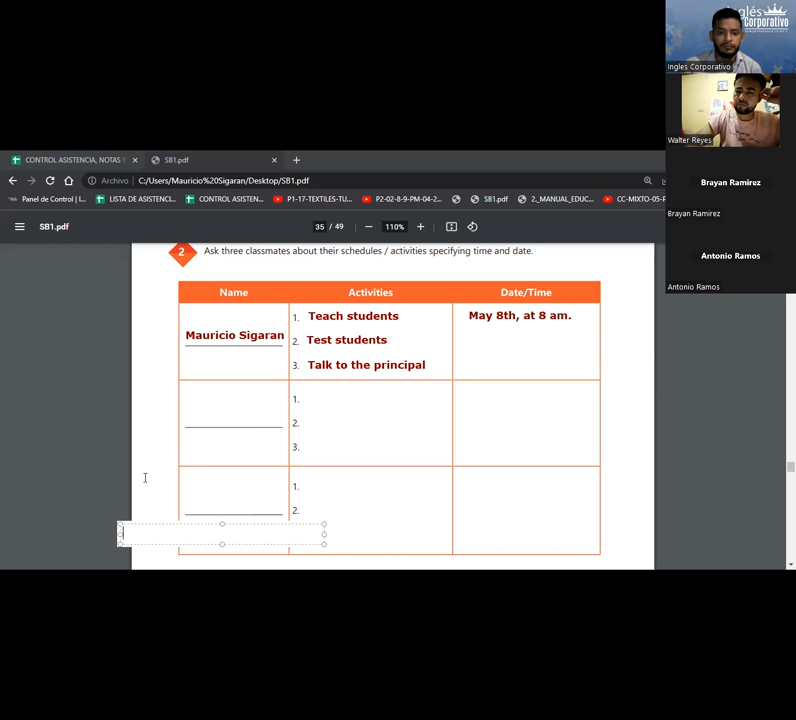 Inglés
Corporativo
Ingles Corporativo
Walter Reyes
Brayan Ramirez
Brayan Ramirez
Antonio Ramos
Antonio Ramos
CONTROL ASISTENCIA, NOTAS
SB1.pdf
Archivo
C:/Users/Mauricio%20Sigaran/Desktop/SB1.pdf
Panel de Control | I...
LISTA DE ASISTENCI...
CONTROL ASISTEN...
P1-17-TEXTILES-TU...
P2-02-8-9-PM-04-2...
SB1.pdf
2._MANUAL_EDUC...
CC-MIXTO-05-F
SB1.pdf
35 / 49
110%
2
Ask three classmates about their schedules / activities specifying time and date.
Name Activities Date/Time
1. Teach students May 8th, at 8 am.
Mauricio Sigaran 2. Test students
3. Talk to the principal
1.
2.
3.
1.
2.